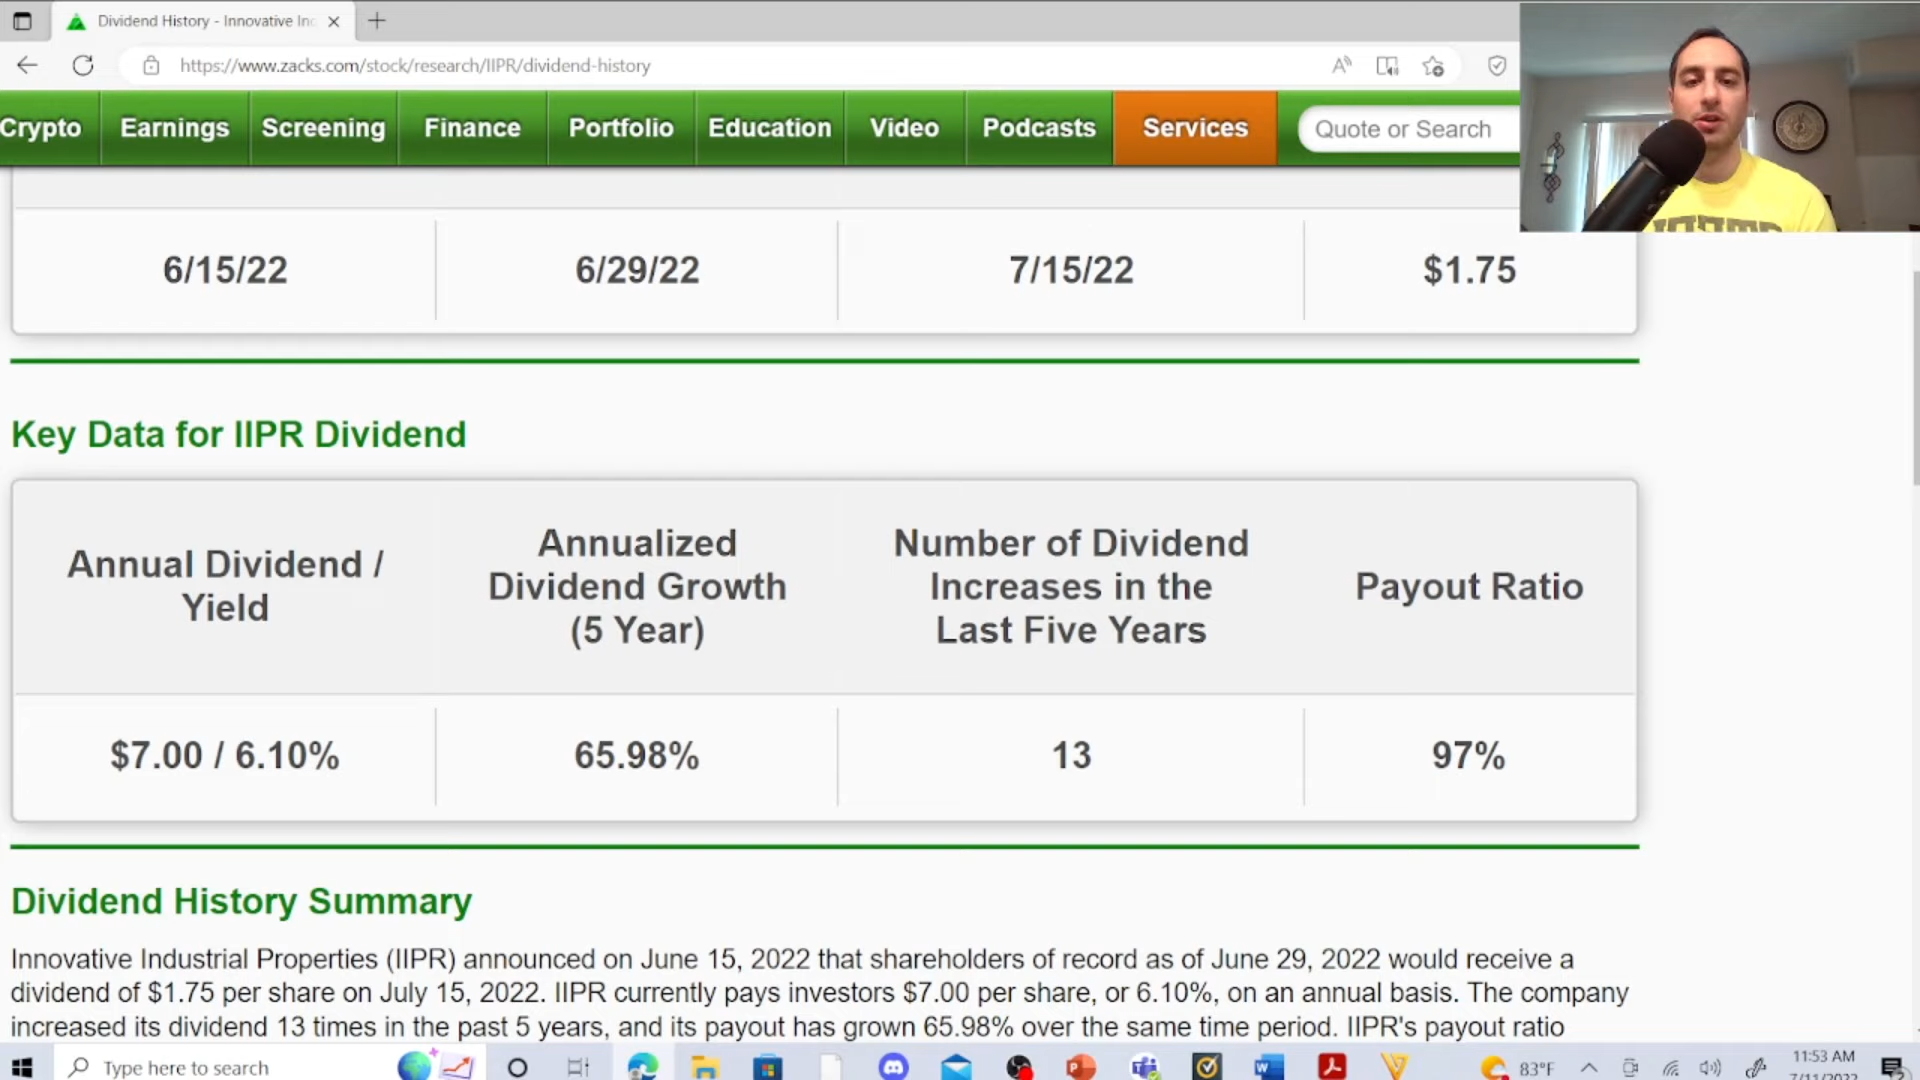 Dividend History - Innovative In
https://www.zacks.com/stock/research/IIPR/dividend-history
Crypto Earnings Screening Finance Portfolio Education Video Podcasts Services Quote or Search
6/15/22 6/29/22 7/15/22 $1.75
Key Data for IIPR Dividend
Annual Dividend /
Yield
Annualized
Dividend Growth
(5 Year)
Number of Dividend
Increases in the
Last Five Years
Payout Ratio
$7.00 / 6.10% 65.98% 13 97%
Dividend History Summary
Innovative Industrial Properties (IIPR) announced on June 15, 2022 that shareholders of record as of June 29, 2022 would receive a
dividend of $1.75 per share on July 15, 2022. IIPR currently pays investors $7.00 per share, or 6.10%, on an annual basis. The company
increased its dividend 13 times in the past 5 years, and its payout has grown 65.98% over the same time period. IIPR's payout ratio
Type here to search
83°F
11:53 AM
7/11/2022